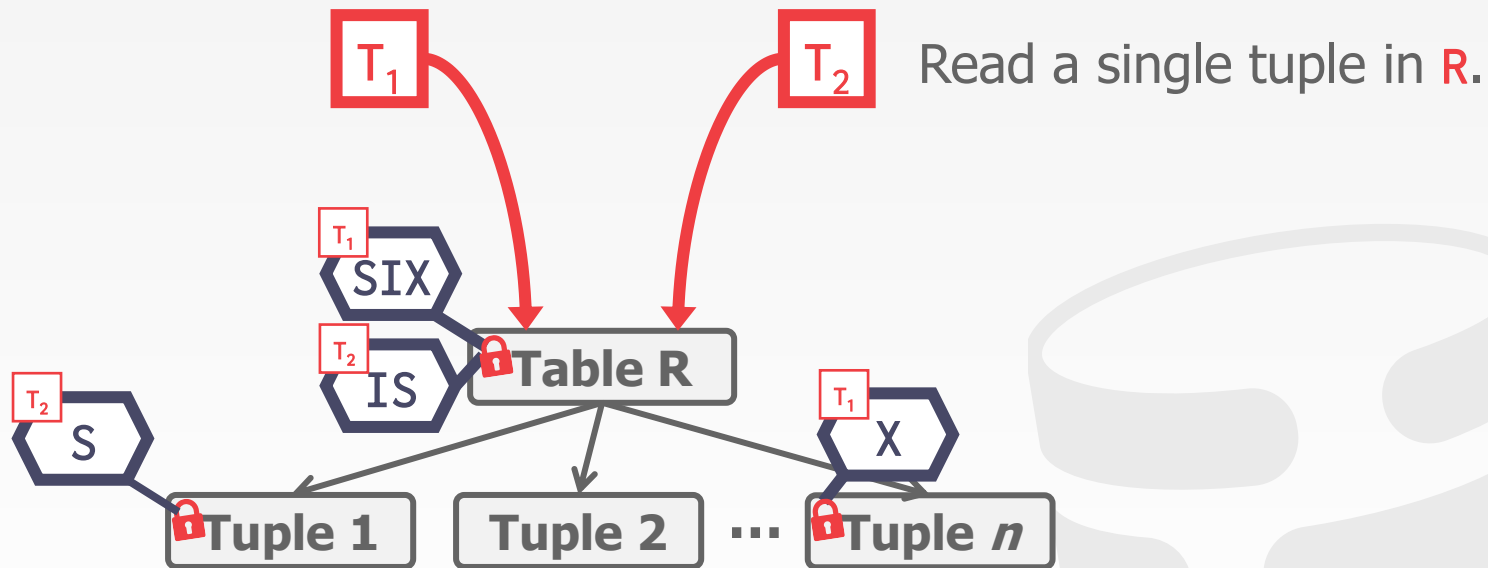 T₁
T₂ Read a single tuple in R.
T₁
SIX
T₂
IS
Table R
T₂
S
T₁
X
Tuple 1 Tuple 2 ... Tuple n